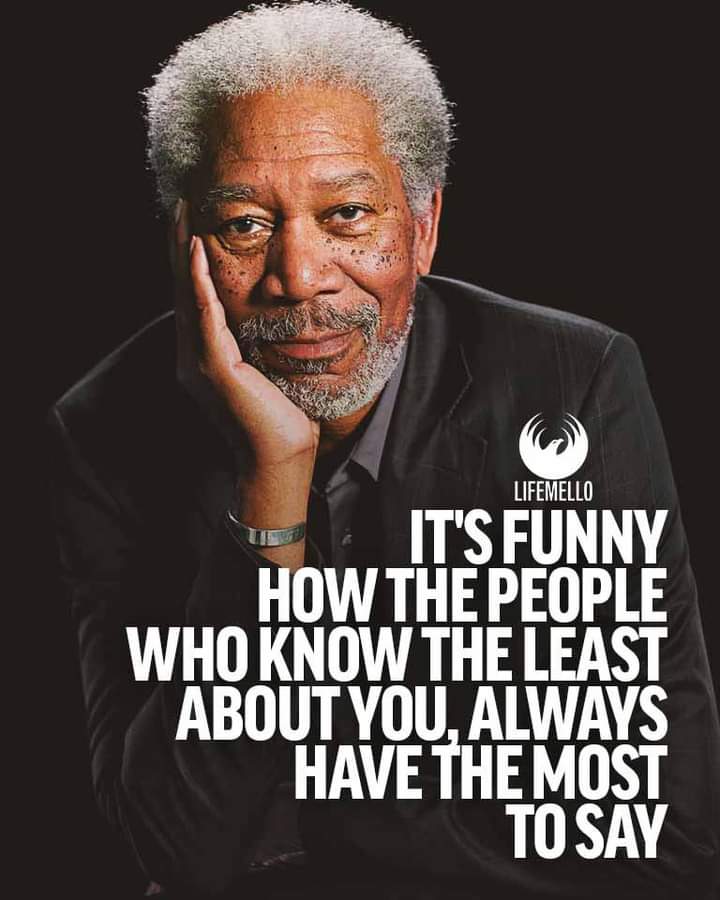 LIFEMELLO
IT'S FUNNY
HOW THE PEOPLE
WHO KNOW THE LEAST
ABOUT YOU, ALWAYS
HAVE THE MOST
TO SAY